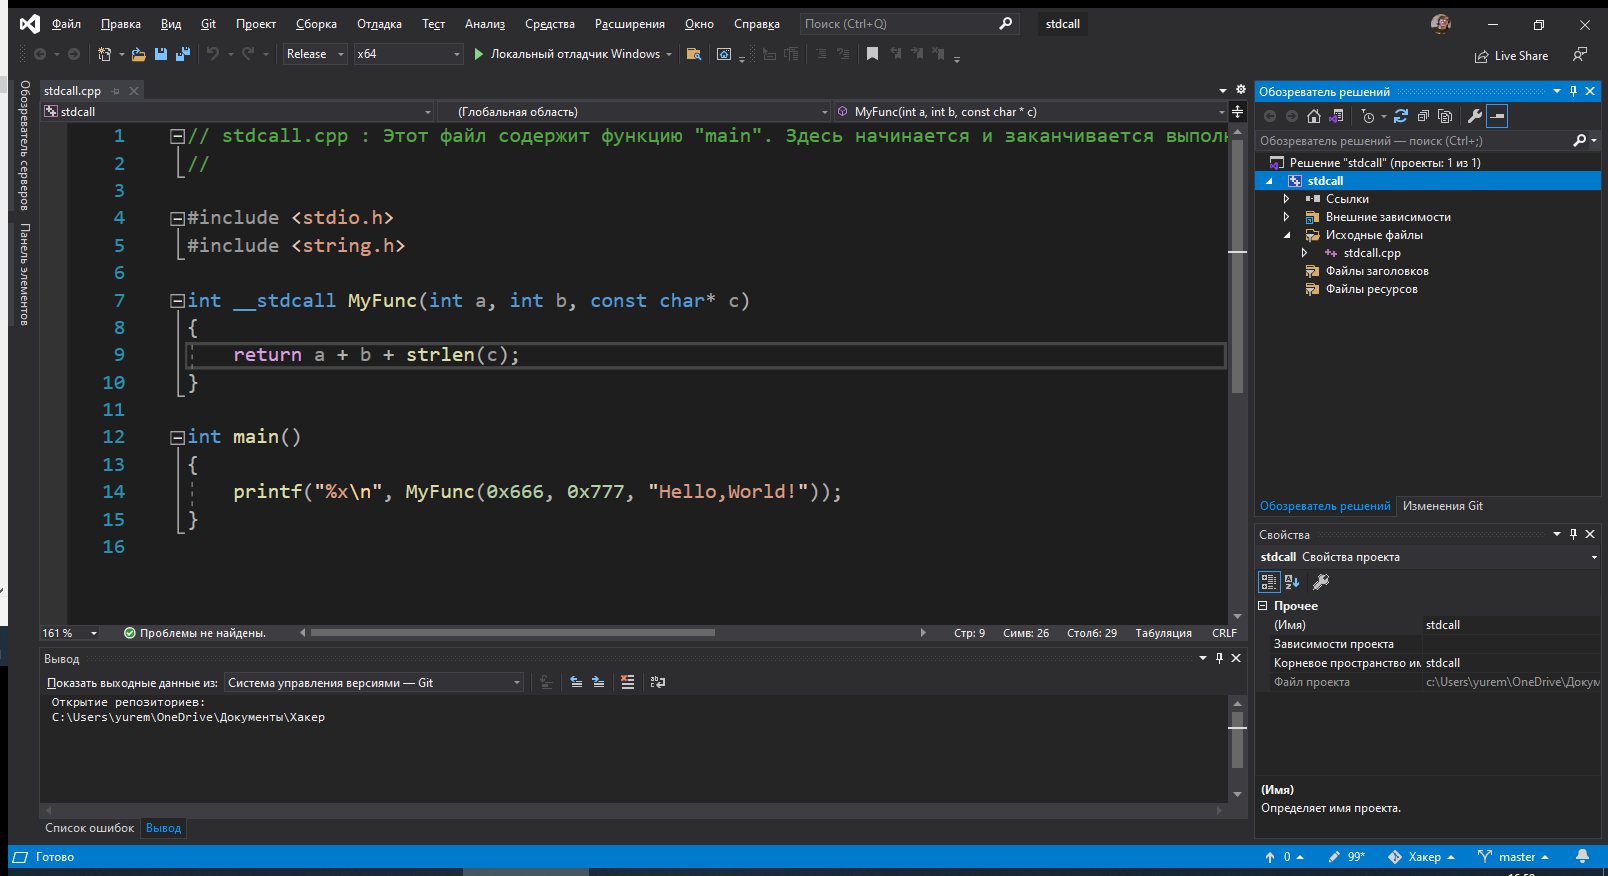 Файл Правка Вид Git Проект Сборка Отладка Тест Анализ Средства Расширения Окно Справка Поиск (Ctrl+Q) stdcall
Release x64 Локальный отладчик Windows Live Share
Обозреватель серверов
Панель элементов
stdcall.cpp
stdcall (Глобальная область) MyFunc(int a, int b, const char * c)
1 // stdcall.cpp : Этот файл содержит функцию "main". Здесь начинается и заканчивается
2 //
3
4 #include <stdio.h>
5 #include <string.h>
6
7 int __stdcall MyFunc(int a, int b, const char* c)
8 {
9 return a + b + strlen(c);
10 }
11
12 int main()
13 {
14 printf("%x\n", MyFunc(0x666, 0x777, "Hello,World!"));
15 }
16
161 % Проблемы не найдены. Стр: 9 Симв: 26 Столб: 29 Табуляция CRLF
Вывод
Показать выходные данные из: Система управления версиями — Git
Открытие репозиториев:
C:\Users\yurem\OneDrive\Документы\Хакер
Список ошибок Вывод
Обозреватель решений
Обозреватель решений — поиск (Ctrl+;)
Решение "stdcall" (проекты: 1 из 1)
stdcall
Ссылки
Внешние зависимости
Исходные файлы
stdcall.cpp
Файлы заголовков
Файлы ресурсов
Обозреватель решений Изменения Git
Свойства
stdcall Свойства проекта
Прочее
(Имя) stdcall
Зависимости проекта
Корневое пространство им stdcall
Файл проекта c:\Users\yurem\OneDrive\Докум
(Имя)
Определяет имя проекта.
Готово 0 99* Хакер master